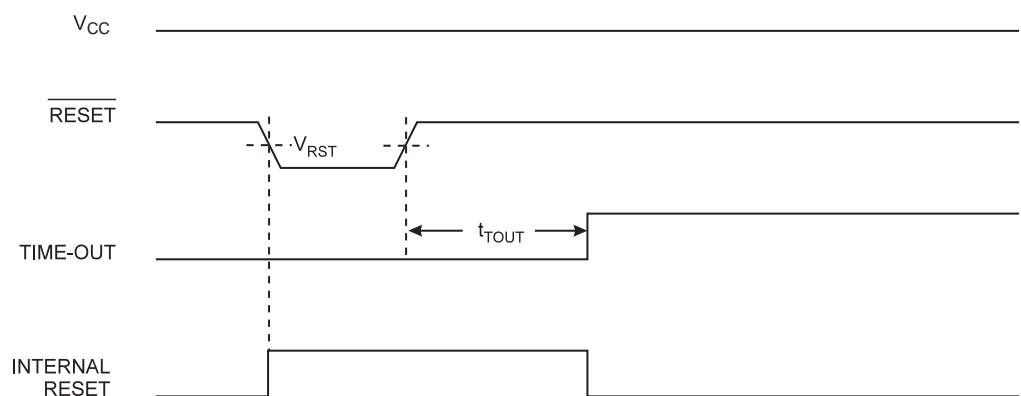 VCC
RESET
VRST
tTOUT
TIME-OUT
INTERNAL
RESET